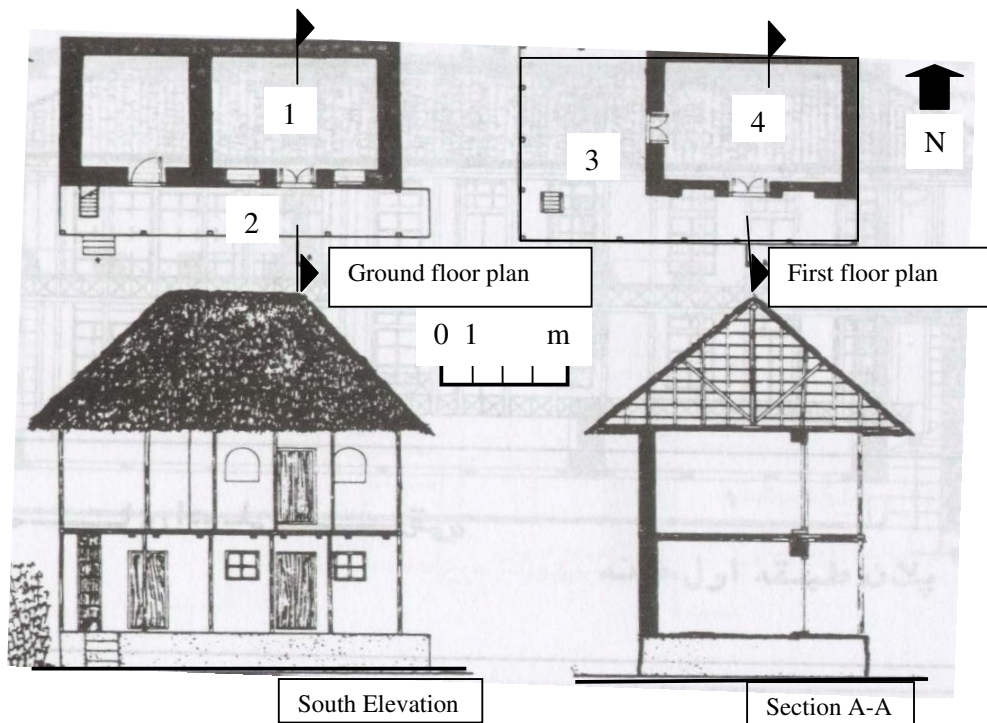 1
4
3
N
2
Ground floor plan
First floor plan
0 1 m
South Elevation
Section A-A